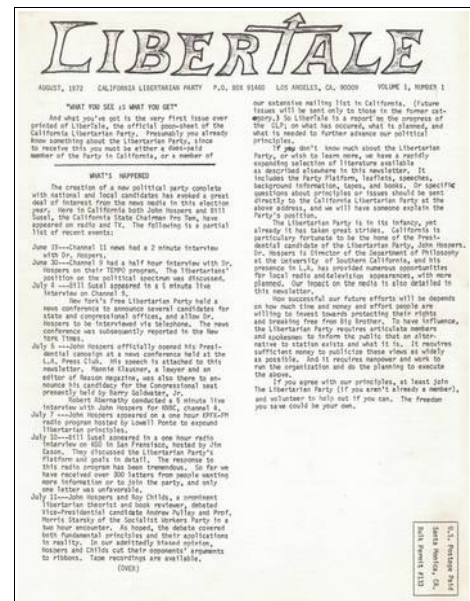 LIBERTALE
AUGUST, 1972 CALIFORNIA LIBERTARIAN PARTY P.O. BOX 91460 LOS ANGELES, CA. 90009 VOLUME 1, NUMBER 1
"WHAT YOU SEE IS WHAT YOU GET"
And what you've got is the very first issue ever
printed of LiberTale, the official poop-sheet of the
California Libertarian Party. Presumably you already
know something about the Libertarian Party, since
to receive this you must be either a dues-paid
member of the Party in California, or a member of
WHAT'S HAPPENED
The creation of a new political party complete
with national and local candidates has evoked a great
deal of interest from the news media in this election
year. Here in California both John Hospers and Bill
Susel, the California State Chairman Pro Tem, have
appeared on radio and TV. The following is a partial
list of recent events:
June 19---Channel 11 news had a 2 minute interview
with Dr. Hospers.
June 30---Channel 9 had a half hour interview with Dr.
Hospers on their TEMPO program. The libertarians'
position on the political spectrum was discussed.
July 4 ---Bill Susel appeared in a 5 minute live
interview on Channel 5.
New York's Free Libertarian Party held a
news conference to announce several candidates for
state and congressional offices, and allow Dr.
Hospers to be interviewed via telephone. The news
conference was subsequently reported in the New
York Times.
July 6 ---John Hospers officially opened his Presi-
dential campaign at a news conference held at the
L.A. Press Club. His speech is attached to this
newsletter. Mannie Klausner, a lawyer and an
editor of Reason magazine, was also there to an-
nounce his candidacy for the Congressional seat
presently held by Barry Goldwater, Jr.
Robert Abernathy conducted a 5 minute live
interview with John Hospers for KNBC, channel 4.
July 7 ---John Hospers appeared on a one hour KPFK-FM
radio program hosted by Lowell Ponte to expound
libertarian principles.
July 10---Bill Susel appeared in a one hour radio
interview on KGO in San Francisco, hosted by Jim
Eason. They discussed the Libertarian Party's
platform and goals in detail. The response to
this radio program has been tremendous. So far we
have received over 300 letters from people wanting
more information or to join the party, and only
one letter was unfavorable.
July 11---John Hospers and Roy Childs, a prominent
libertarian theorist and book reviewer, debated
Vice-Presidential candidate Andrew Pulley and Prof.
Morris Starsky of the Socialist Workers Party in a
two hour encounter. As hoped, the debate covered
both fundamental principles and their applications
in reality. In our admittedly biased opinion,
Hospers and Childs cut their opponents' arguments
to ribbons. Tape recordings are available.
(OVER)
our extensive mailing list in California. (Future
issues will be sent only to those in the former cat-
egory.) So LiberTale is a report on the progress of
the CLP; on what has occurred, what is planned, and
what is needed to further advance our political
principles.
If you don't know much about the Libertarian
Party, or wish to learn more, we have a rapidly
expanding selection of literature available
as described elsewhere in this newsletter. It
includes the Party Platform, leaflets, speeches,
background information, tapes, and books. Or specific
questions about principles or issues should be sent
directly to the California Libertarian Party at the
above address, and we will have someone explain the
Party's position.
The Libertarian Party is in its infancy, yet
already it has taken great strides. California is
particularly fortunate to be the home of the Presi-
dential candidate of the Libertarian Party, John Hospers.
Dr. Hospers is Director of the Department of Philosophy
at the University of Southern California, and his
presence in L.A. has provided numerous opportunities
for local radio and television appearances, with more
planned. Our impact on the media is also detailed in
this newsletter.
How successful our future efforts will be depends
on how much time and money and effort people are
willing to invest towards protecting their rights
and breaking free from Big Brother. To have influence,
the Libertarian Party requires articulate members
and spokesmen to inform the public that an alter-
native to statism exists and what it is. It requires
sufficient money to publicize these views as widely
as possible. And it requires manpower and work to
run the organization and do the planning to execute
the above.
If you agree with our principles, at least join
The Libertarian Party (if you aren't already a member),
and volunteer to help out if you can. The freedom
you save could be your own.
U.S. Postage Paid
Santa Monica, CA.
Bulk Permit #133